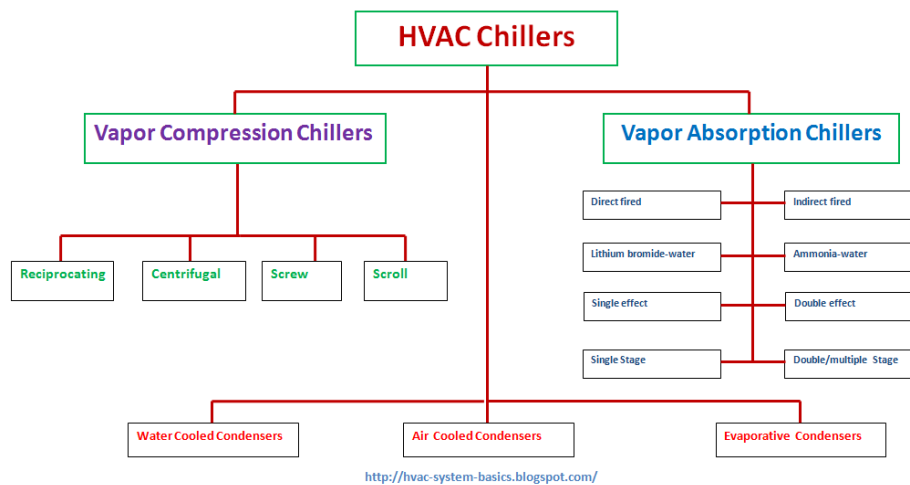 HVAC Chillers
Vapor Compression Chillers
Vapor Absorption Chillers
Direct fired
Indirect fired
Lithium bromide-water
Ammonia-water
Reciprocating
Centrifugal
Screw
Scroll
Single effect
Double effect
Single Stage
Double/multiple Stage
Water Cooled Condensers
Air Cooled Condensers
Evaporative Condensers
http://hvac-system-basics.blogspot.com/